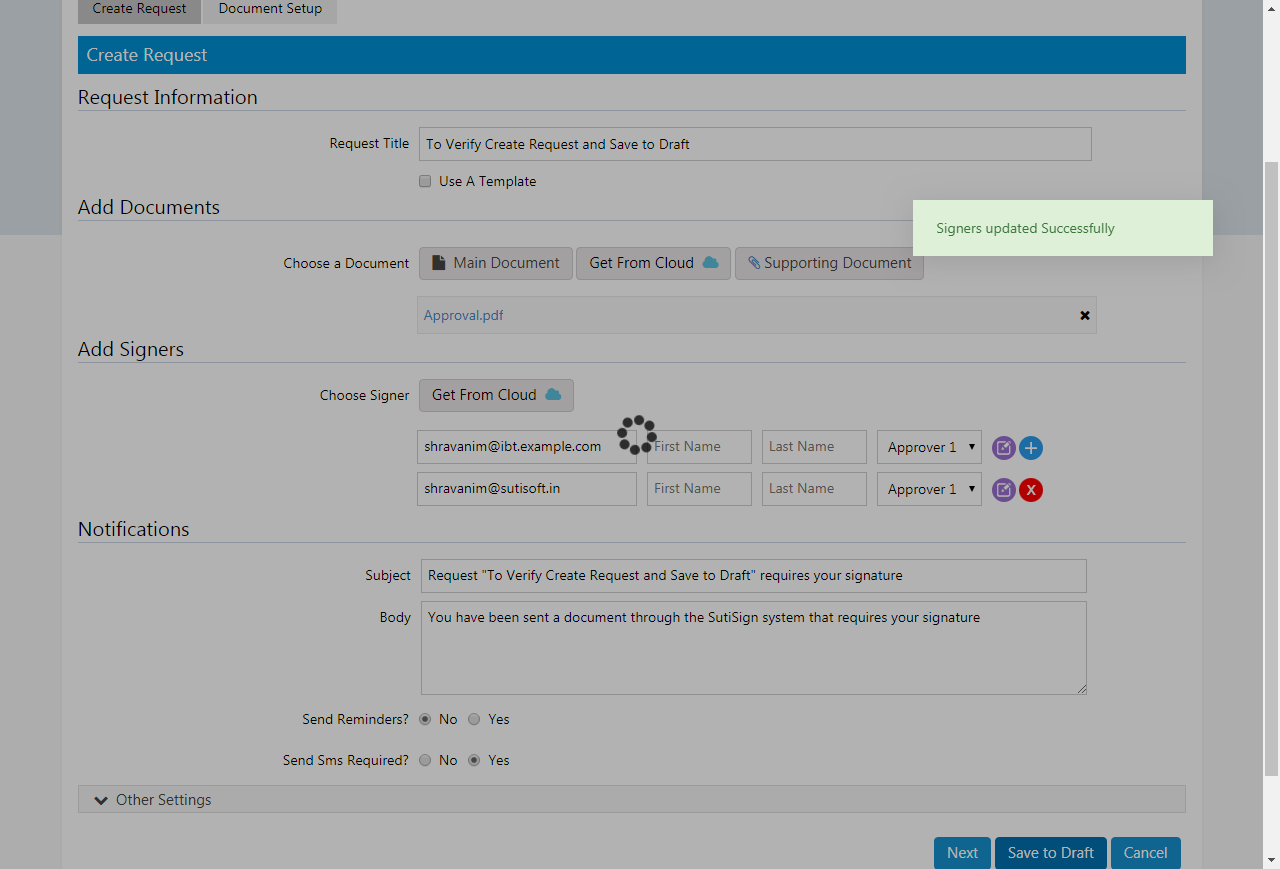 Create Request Document Setup
Create Request
Request Information
Request Title To Verify Create Request and Save to Draft
Use A Template
Add Documents
Signers updated Successfully
Choose a Document Main Document Get From Cloud Supporting Document
Approval.pdf
Add Signers
Choose Signer Get From Cloud
shravanim@ibt.example.com First Name Last Name Approver 1
shravanim@sutisoft.in First Name Last Name Approver 1 X
Notifications
Subject Request "To Verify Create Request and Save to Draft" requires your signature
Body You have been sent a document through the SutiSign system that requires your signature
Send Reminders? No Yes
Send Sms Required? No Yes
Other Settings
Next Save to Draft Cancel